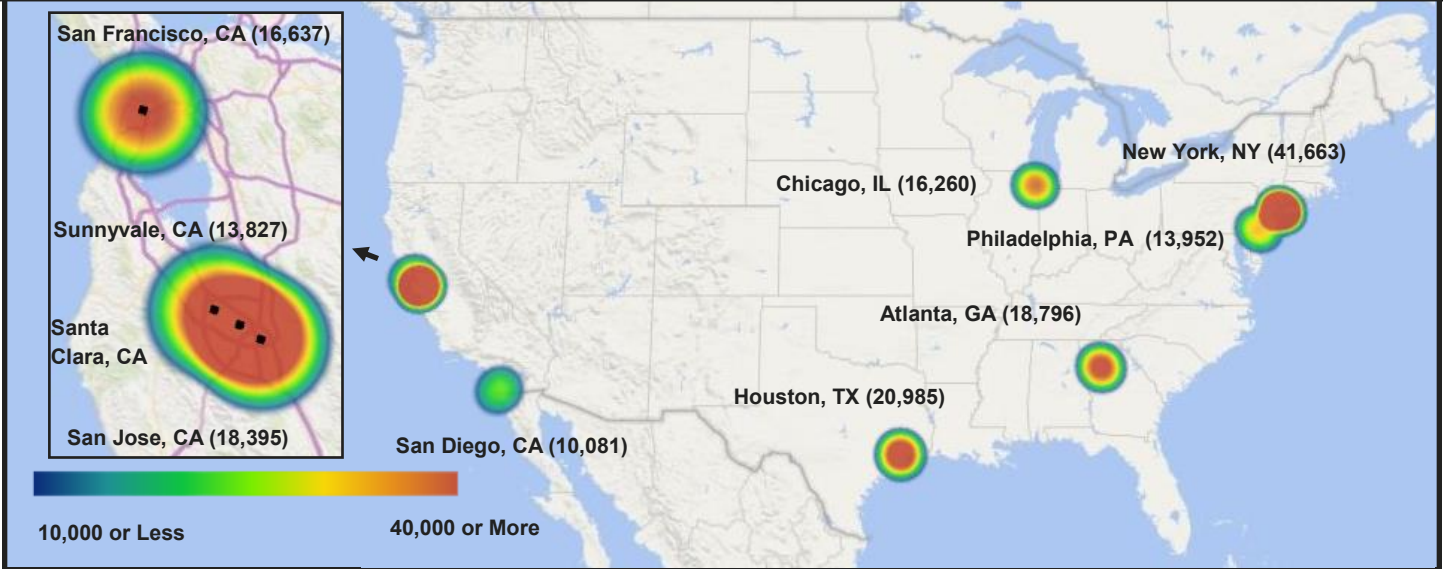 San Francisco, CA (16,637)
Sunnyvale, CA (13,827)
Santa
Clara, CA
San Jose, CA (18,395)
10,000 or Less
40,000 or More
San Diego, CA (10,081)
Houston, TX (20,985)
Atlanta, GA (18,796)
Philadelphia, PA (13,952)
Chicago, IL (16,260)
New York, NY (41,663)